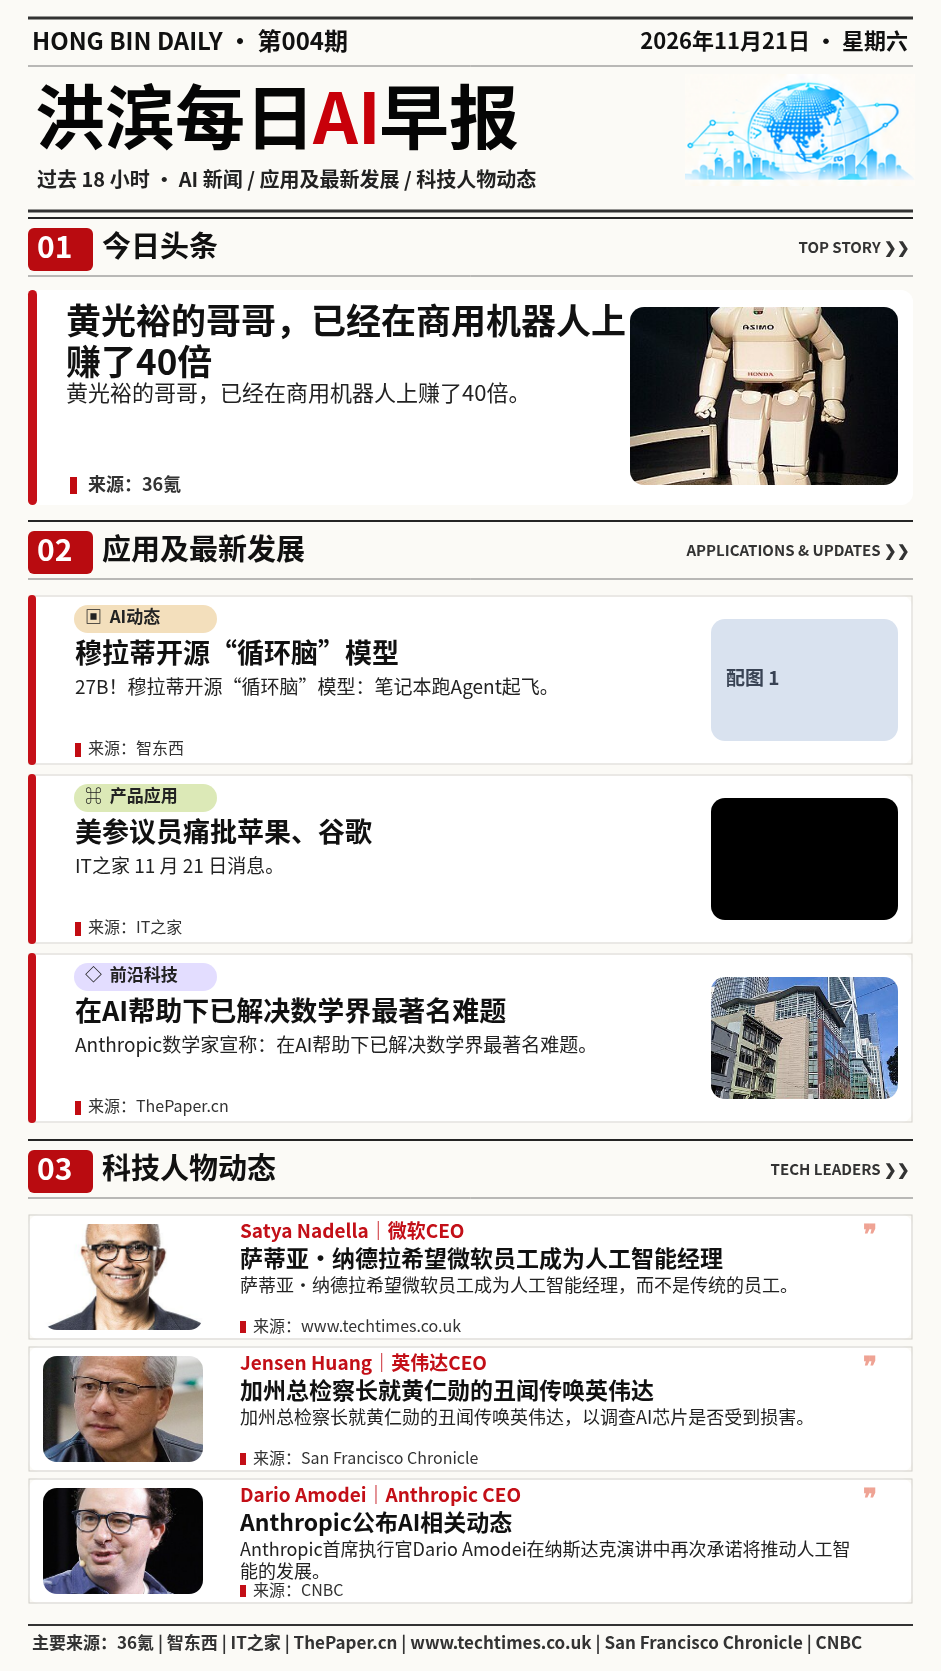 HONG BIN DAILY • 第004期
2026年11月21日 • 星期六
洪滨每日AI早报
过去 18 小时 • AI 新闻 / 应用及最新发展 / 科技人物动态
01 今日头条
TOP STORY ❯❯
黄光裕的哥哥，已经在商用机器人上
赚了40倍
黄光裕的哥哥，已经在商用机器人上赚了40倍。
来源：36氪
ASIMO
HONDA
02 应用及最新发展
APPLICATIONS & UPDATES ❯❯
▣ AI动态
穆拉蒂开源“循环脑”模型
27B！穆拉蒂开源“循环脑”模型：笔记本跑Agent起飞。
来源：智东西
配图 1
⌘ 产品应用
美参议员痛批苹果、谷歌
IT之家 11 月 21 日消息。
来源：IT之家
◇ 前沿科技
在AI帮助下已解决数学界最著名难题
Anthropic数学家宣称：在AI帮助下已解决数学界最著名难题。
来源：ThePaper.cn
03 科技人物动态
TECH LEADERS ❯❯
Satya Nadella｜微软CEO
萨蒂亚·纳德拉希望微软员工成为人工智能经理
萨蒂亚·纳德拉希望微软员工成为人工智能经理，而不是传统的员工。
来源：www.techtimes.co.uk
Jensen Huang｜英伟达CEO
加州总检察长就黄仁勋的丑闻传唤英伟达
加州总检察长就黄仁勋的丑闻传唤英伟达，以调查AI芯片是否受到损害。
来源：San Francisco Chronicle
Dario Amodei｜Anthropic CEO
Anthropic公布AI相关动态
Anthropic首席执行官Dario Amodei在纳斯达克演讲中再次承诺将推动人工智
能的发展。
来源：CNBC
主要来源：36氪 | 智东西 | IT之家 | ThePaper.cn | www.techtimes.co.uk | San Francisco Chronicle | CNBC